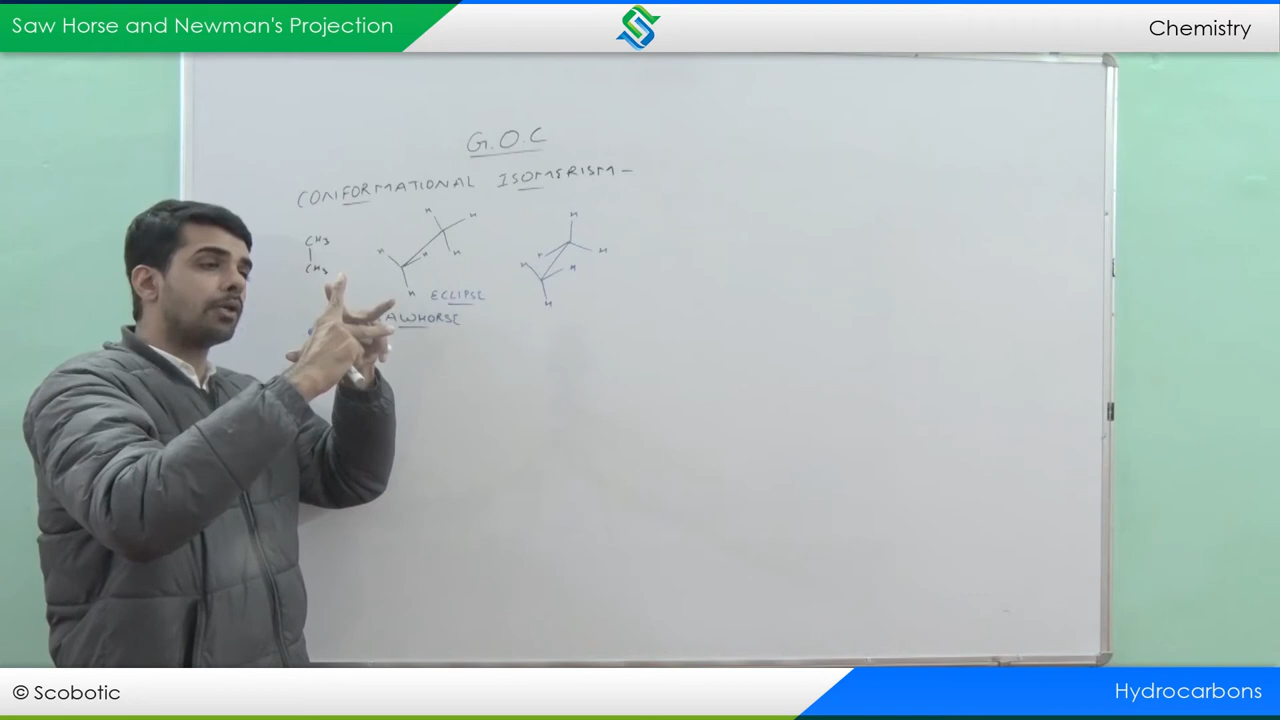 Saw Horse and Newman's Projection
Chemistry
G.O.C
CONFORMATIONAL ISOMERISM -
CH3
CH3
H
H
H
H
H
H
ECLIPSE
AWHORSE
H
H
H
H
H
© Scobotic
Hydrocarbons